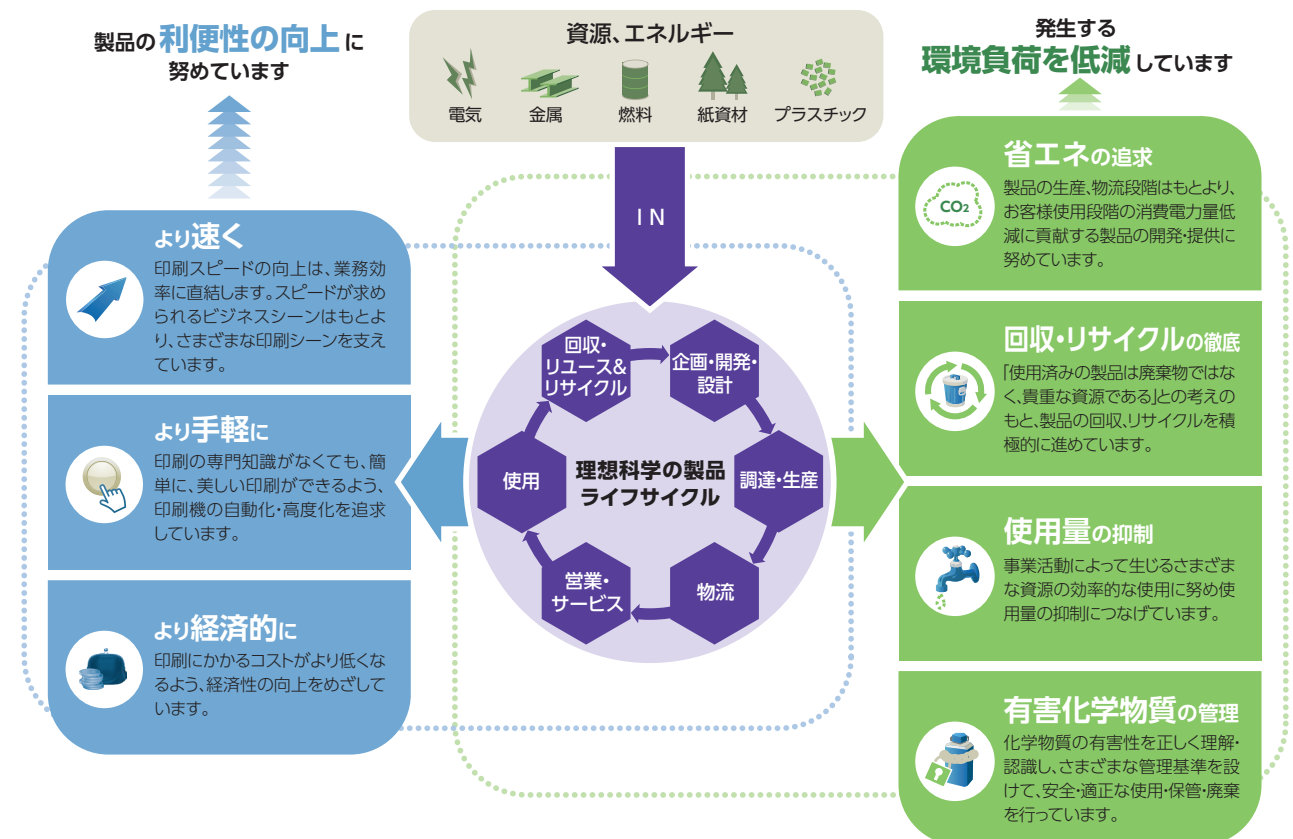 製品の利便性の向上に
努めています
資源、エネルギー
電気
金属
燃料
紙資材
プラスチック
発生する
環境負荷を低減しています
IN
より速く
印刷スピードの向上は、業務効
率に直結します。スピードが求め
られるビジネスシーンはもとよ
り、さまざまな印刷シーンを支え
ています。
より手軽に
印刷の専門知識がなくても、簡
単に、美しい印刷ができるよう、
印刷機の自動化・高度化を追求
しています。
より経済的に
印刷にかかるコストがより低くな
るよう、経済性の向上をめざして
います。
理想科学の製品
ライフサイクル
企画・開発・
設計
調達・生産
物流
営業・
サービス
使用
回収・
リユース&
リサイクル
省エネの追求
CO₂
製品の生産、物流段階はもとより、
お客様使用段階の消費電力量低
減に貢献する製品の開発・提供に
努めています。
回収・リサイクルの徹底
「使用済みの製品は廃棄物ではな
く、貴重な資源である」との考えの
もと、製品の回収、リサイクルを積
極的に進めています。
使用量の抑制
事業活動によって生じるさまざま
な資源の効率的な使用に努め使
用量の抑制につなげています。
有害化学物質の管理
化学物質の有害性を正しく理解・
認識し、さまざまな管理基準を設
けて、安全・適正な使用・保管・廃棄
を行っています。